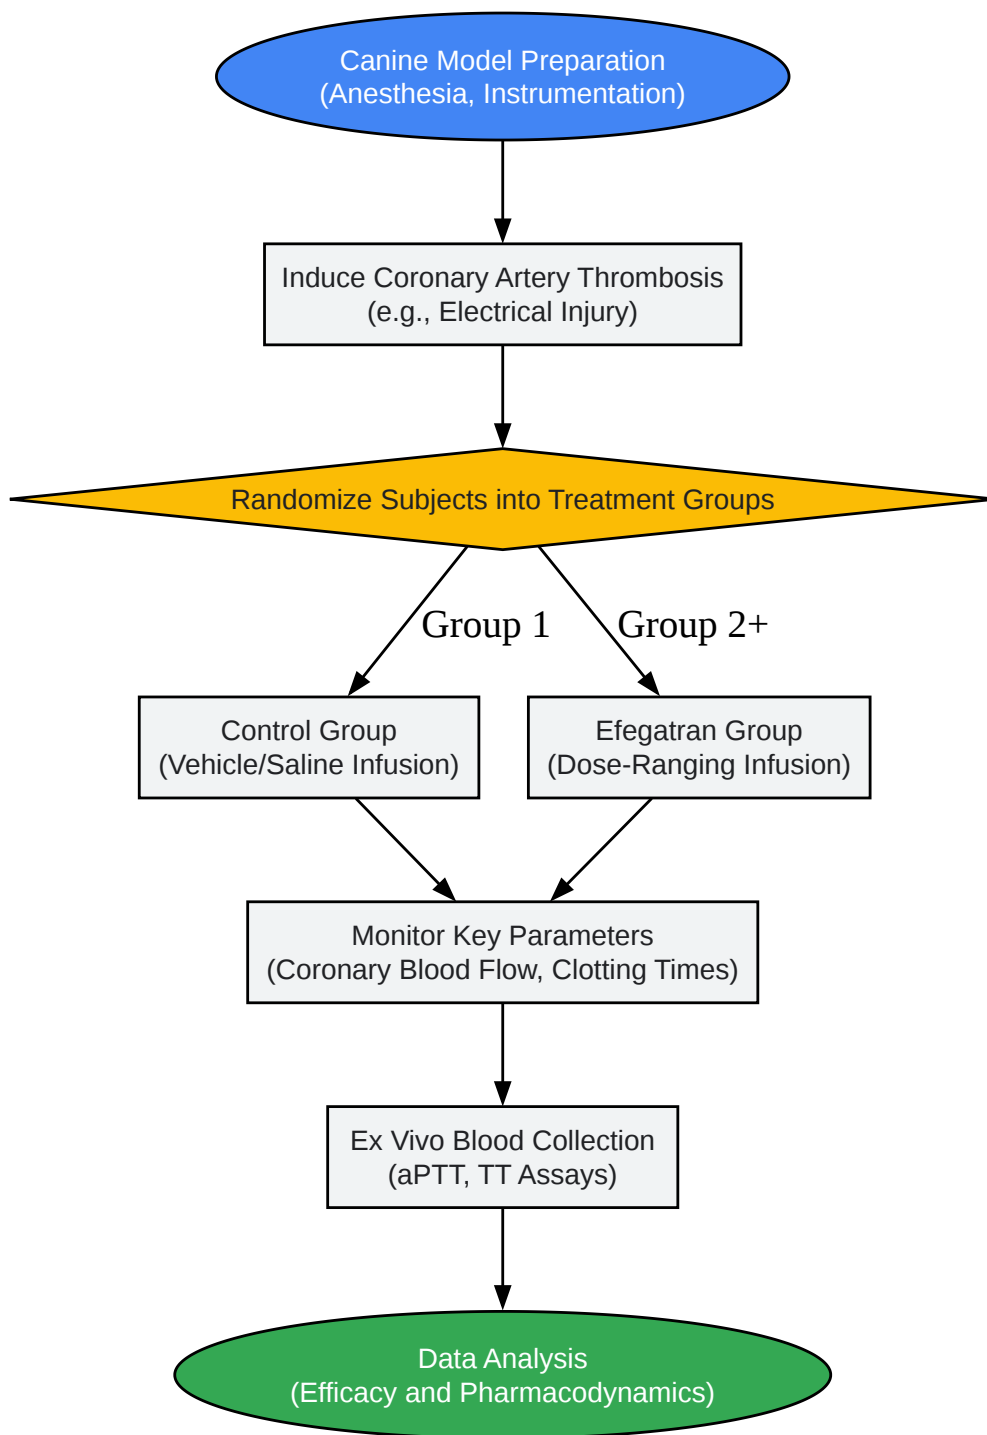 Canine Model Preparation
(Anesthesia, Instrumentation)
Induce Coronary Artery Thrombosis
(e.g., Electrical Injury)
Randomize Subjects into Treatment Groups
Group 1
Group 2+
Control Group
(Vehicle/Saline Infusion)
Efegatran Group
(Dose-Ranging Infusion)
Monitor Key Parameters
(Coronary Blood Flow, Clotting Times)
Ex Vivo Blood Collection
(aPTT, TT Assays)
Data Analysis
(Efficacy and Pharmacodynamics)